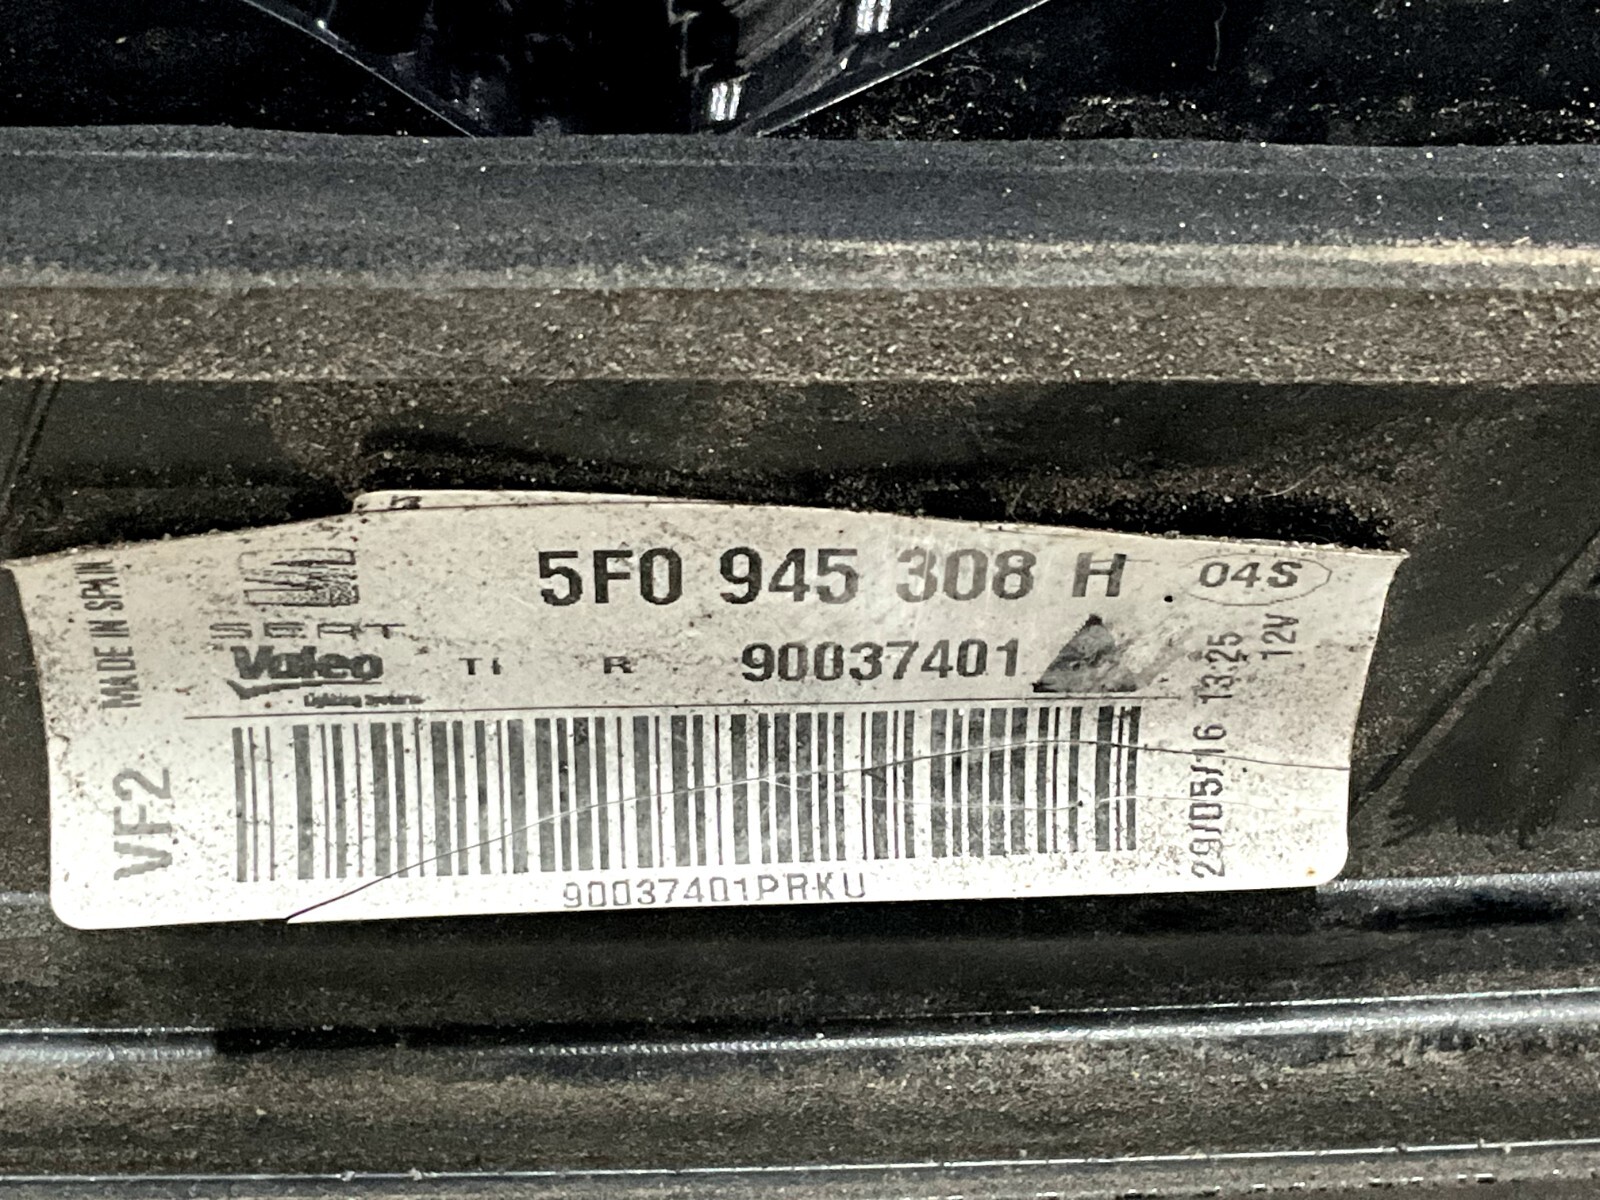 5F0 945 308 H 04S
SEAT
Valeo TI R 90037401
Lighting Systems
90037401PRKU
MADE IN SPAIN
VF2
12V
29/05/16 13:25